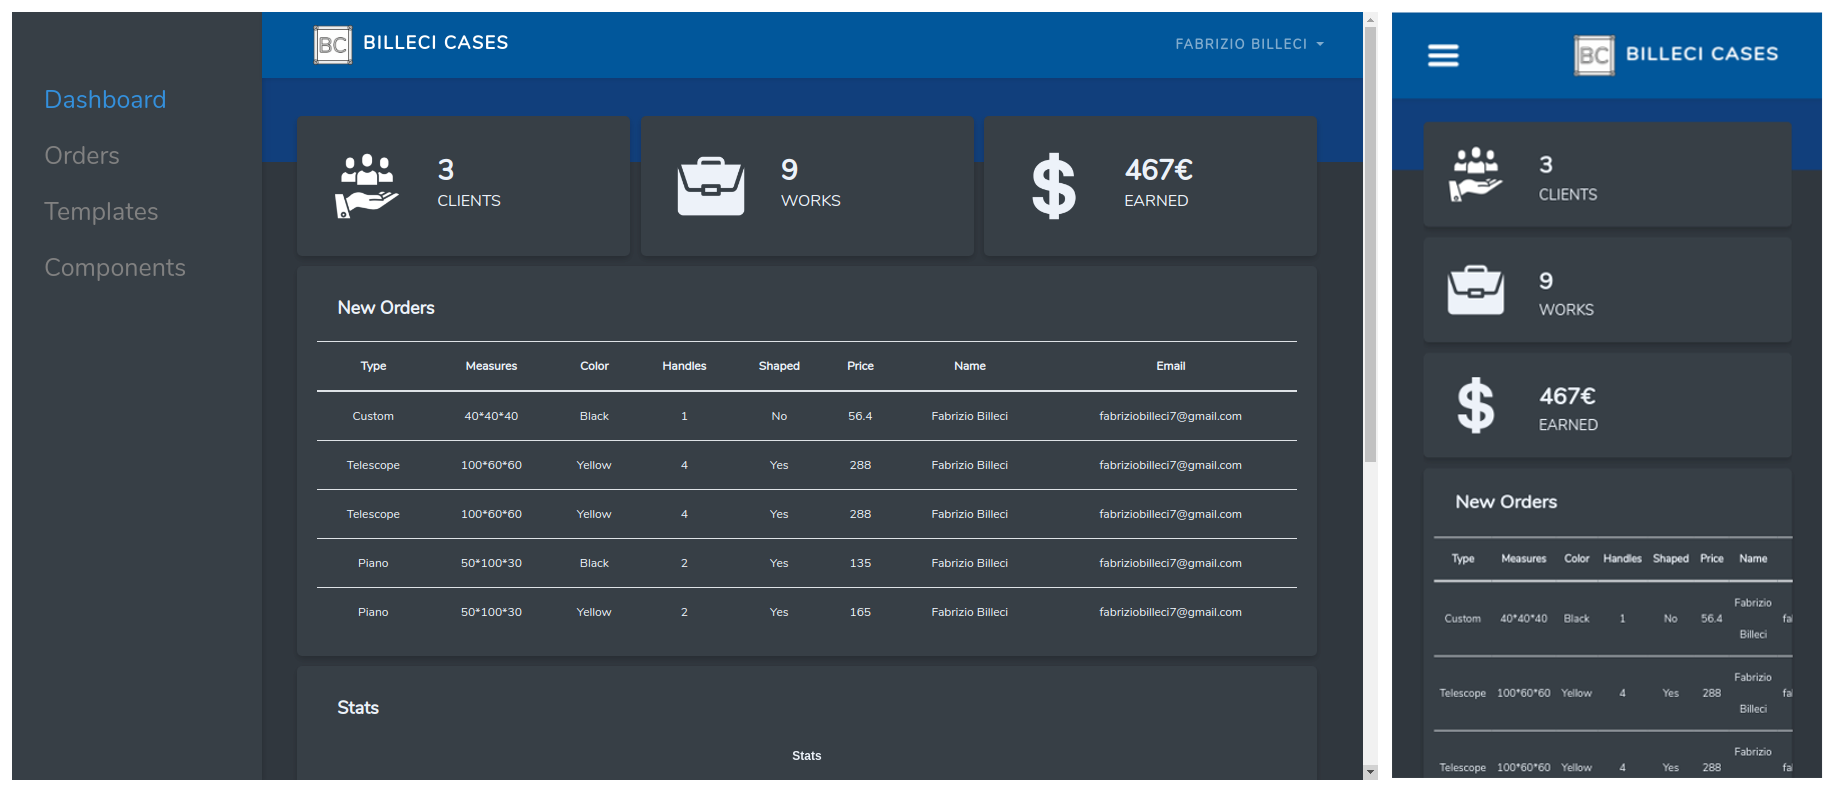 BC BILLECI CASES
FABRIZIO BILLECI
Dashboard
Orders
Templates
Components
3
CLIENTS
9
WORKS
467€
EARNED
New Orders
Type Measures Color Handles Shaped Price Name Email
Custom 40*40*40 Black 1 No 56.4 Fabrizio Billeci fabriziobilleci7@gmail.com
Telescope 100*60*60 Yellow 4 Yes 288 Fabrizio Billeci fabriziobilleci7@gmail.com
Telescope 100*60*60 Yellow 4 Yes 288 Fabrizio Billeci fabriziobilleci7@gmail.com
Piano 50*100*30 Black 2 Yes 135 Fabrizio Billeci fabriziobilleci7@gmail.com
Piano 50*100*30 Yellow 2 Yes 165 Fabrizio Billeci fabriziobilleci7@gmail.com
Stats
Stats
BC BILLECI CASES
3
CLIENTS
9
WORKS
467€
EARNED
New Orders
Type Measures Color Handles Shaped Price Name
Fabrizio
Custom 40*40*40 Black 1 No 56.4
Billeci
Fabrizio
Telescope 100*60*60 Yellow 4 Yes 288
Billeci
Fabrizio
Telescope 100*60*60 Yellow 4 Yes 288